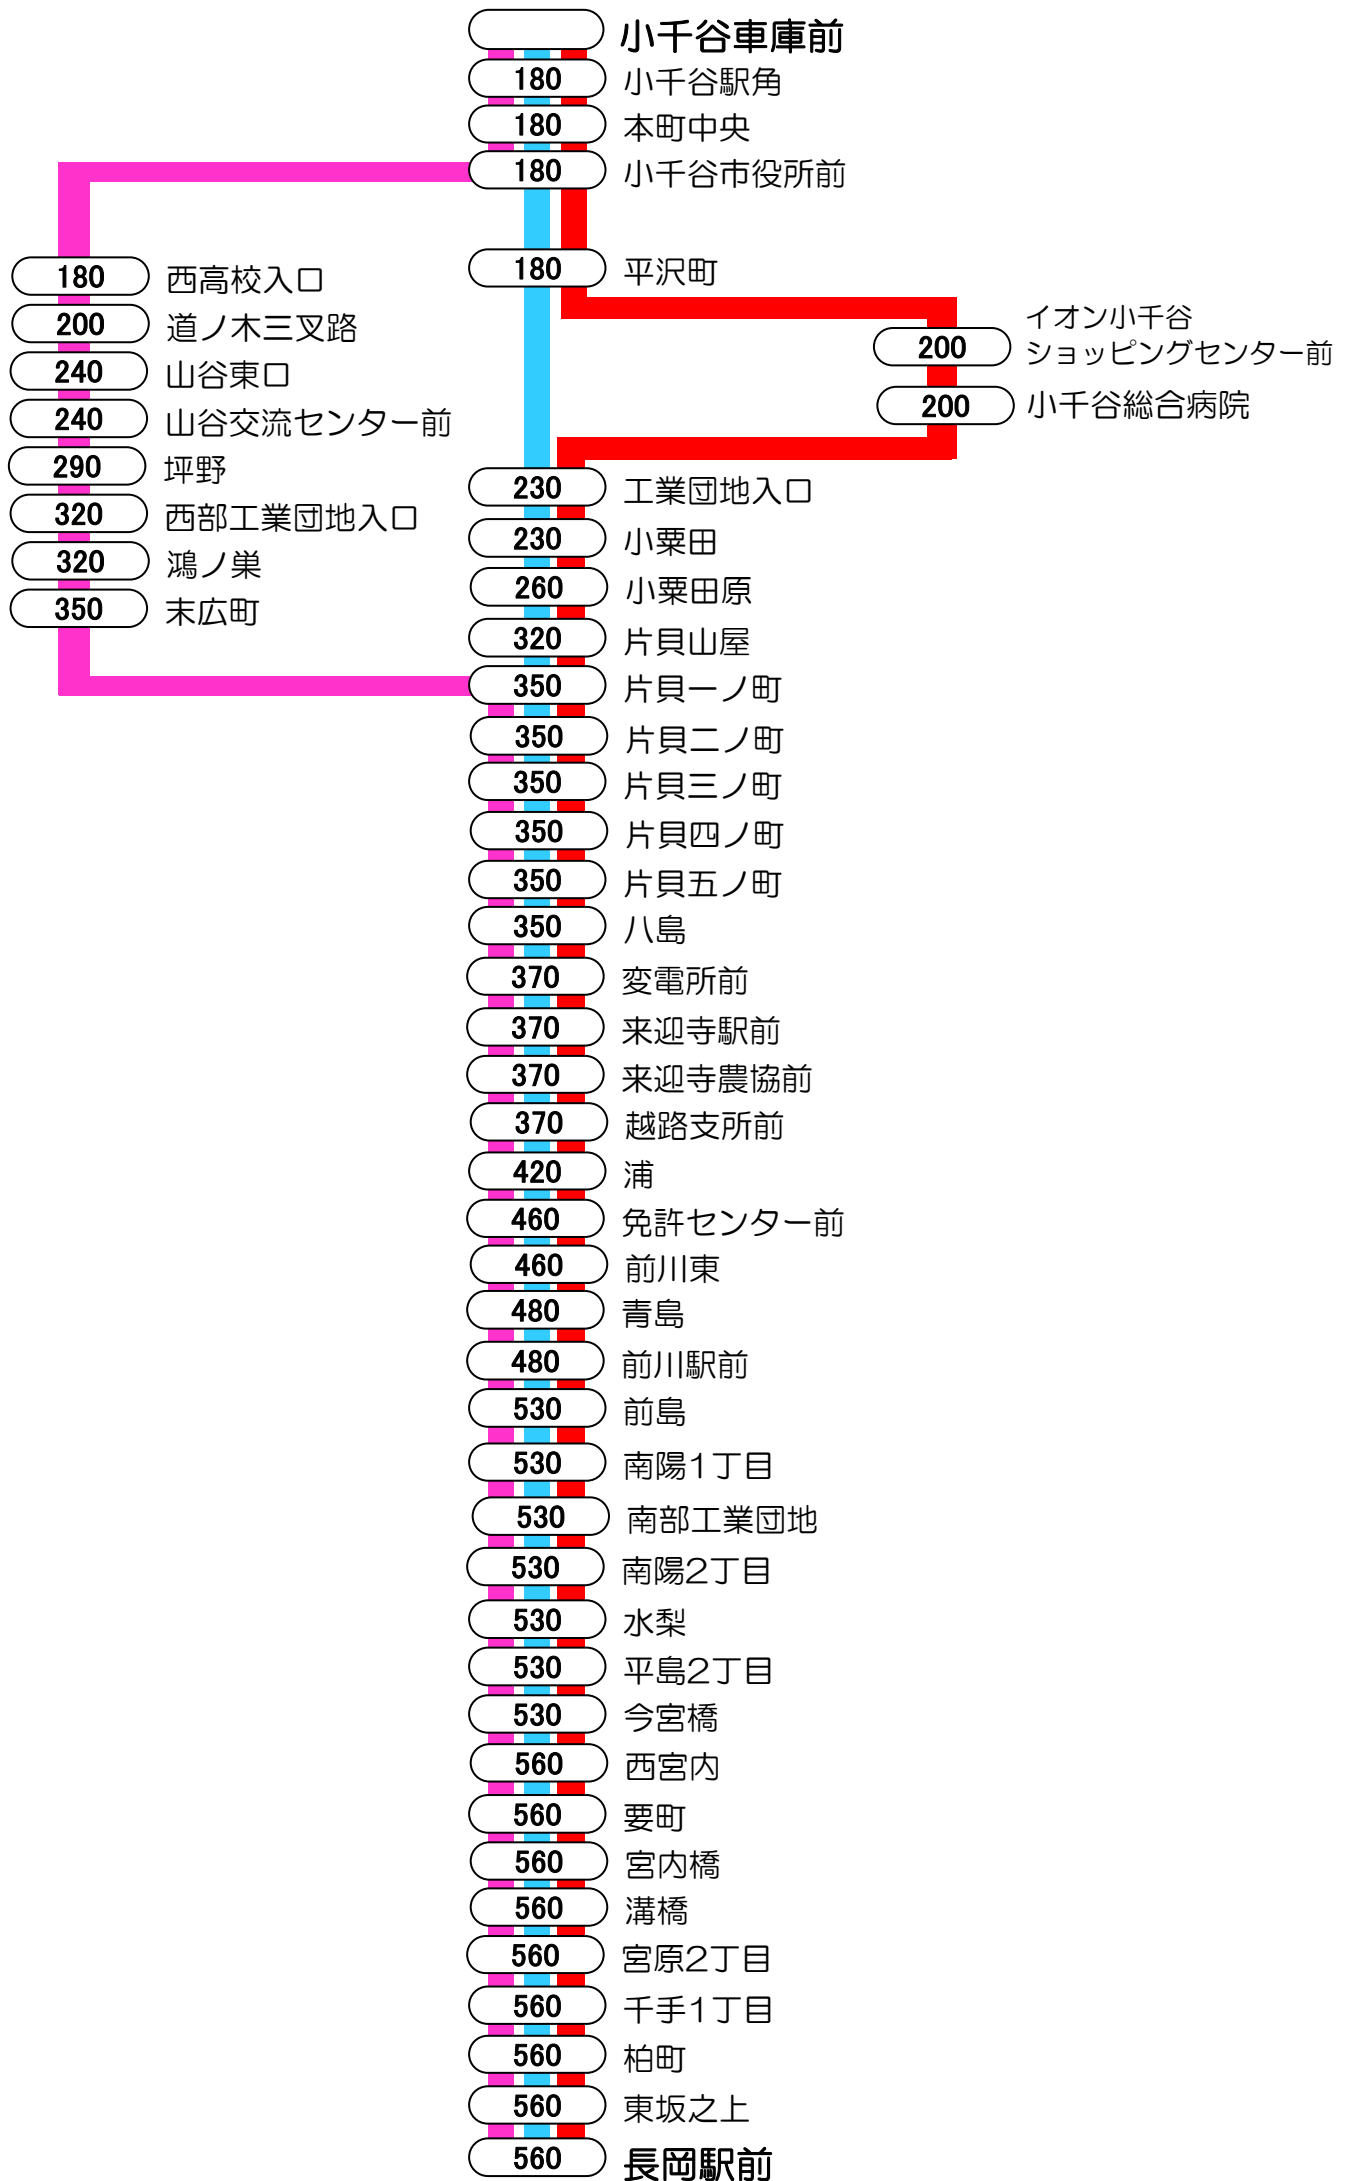 小千谷車庫前
180 小千谷駅角
180 本町中央
180 小千谷市役所前
180 平沢町
180 西高校入口
200 道ノ木三叉路
240 山谷東口
240 山谷交流センター前
290 坪野
320 西部工業団地入口
320 鴻ノ巣
350 末広町
イオン小千谷
200 ショッピングセンター前
200 小千谷総合病院
230 工業団地入口
230 小粟田
260 小粟田原
320 片貝山屋
350 片貝一ノ町
350 片貝二ノ町
350 片貝三ノ町
350 片貝四ノ町
350 片貝五ノ町
350 八島
370 変電所前
370 来迎寺駅前
370 来迎寺農協前
370 越路支所前
420 浦
460 免許センター前
460 前川東
480 青島
480 前川駅前
530 前島
530 南陽1丁目
530 南部工業団地
530 南陽2丁目
530 水梨
530 平島2丁目
530 今宮橋
560 西宮内
560 要町
560 宮内橋
560 溝橋
560 宮原2丁目
560 千手1丁目
560 柏町
560 東坂之上
560 長岡駅前